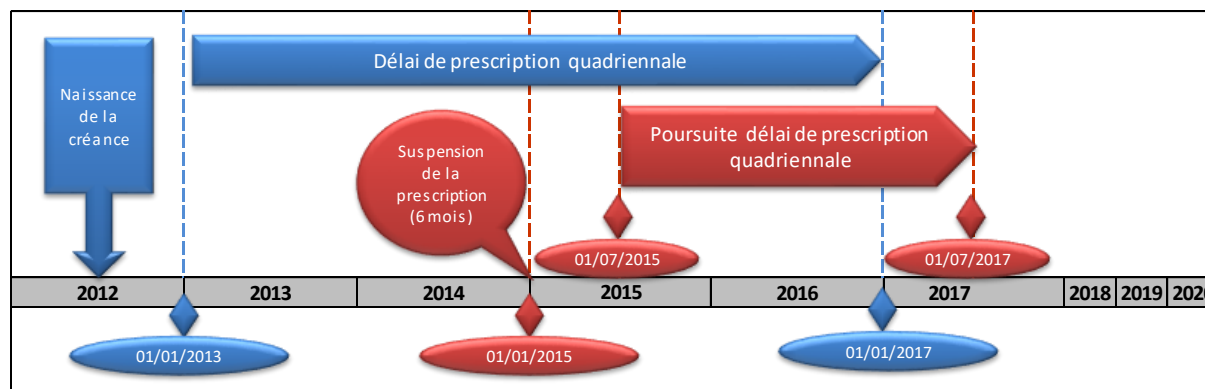 Délai de prescription quadriennale
Naissance
de la
créance
Suspension
de la
prescription
(6 mois)
Poursuite délai de prescription
quadriennale
01/07/2015
01/07/2017
2012 2013 2014 2015 2016 2017 2018 2019 2020
01/01/2013
01/01/2015
01/01/2017